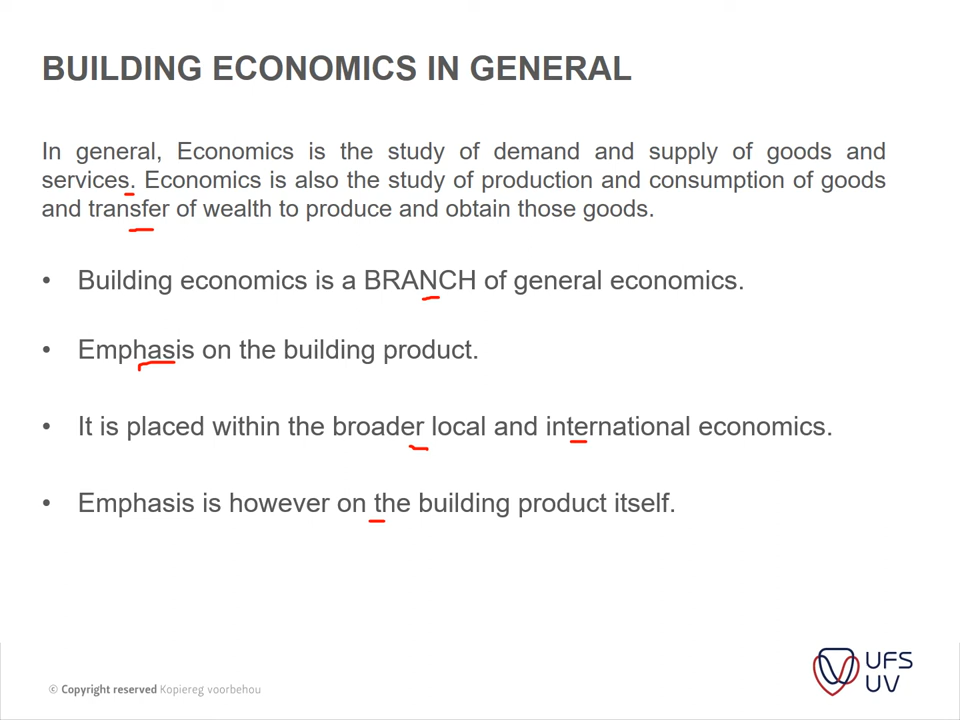 BUILDING ECONOMICS IN GENERAL
In general, Economics is the study of demand and supply of goods and
services. Economics is also the study of production and consumption of goods
and transfer of wealth to produce and obtain those goods.
• Building economics is a BRANCH of general economics.
• Emphasis on the building product.
• It is placed within the broader local and international economics.
• Emphasis is however on the building product itself.
© Copyright reserved Kopiereg voorbehou
UFS
UV